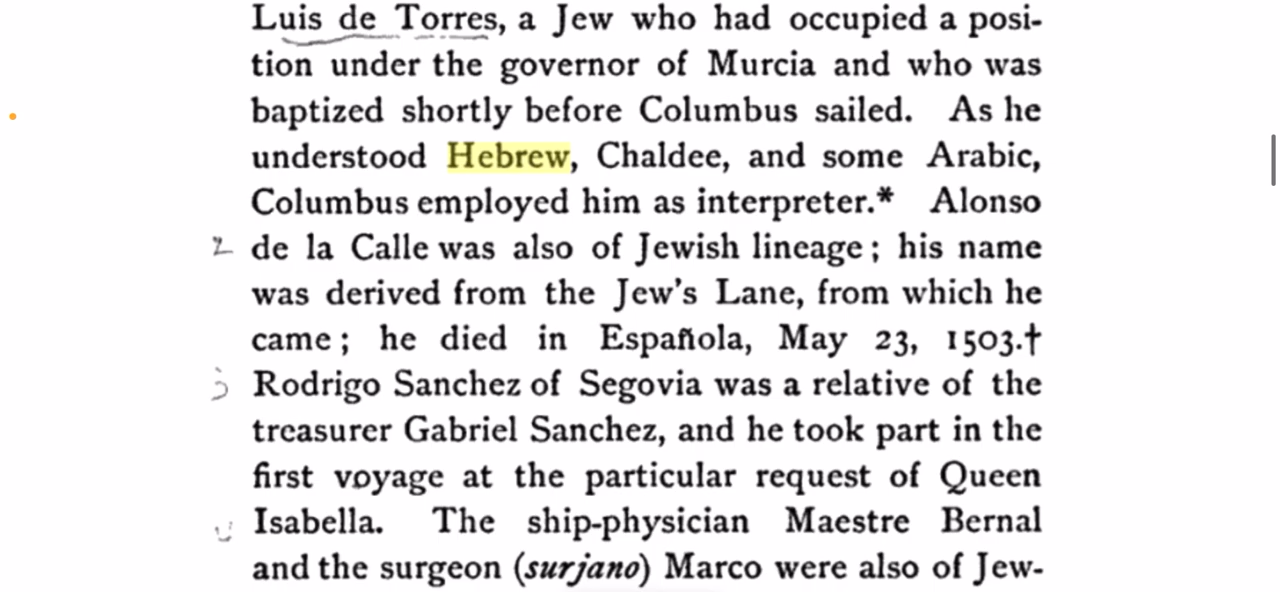 Luis de Torres, a Jew who had occupied a posi-
tion under the governor of Murcia and who was
baptized shortly before Columbus sailed. As he
understood Hebrew, Chaldee, and some Arabic,
Columbus employed him as interpreter.* Alonso
de la Calle was also of Jewish lineage; his name
was derived from the Jew's Lane, from which he
came; he died in Española, May 23, 1503.†
Rodrigo Sanchez of Segovia was a relative of the
treasurer Gabriel Sanchez, and he took part in the
first voyage at the particular request of Queen
Isabella. The ship-physician Maestre Bernal
and the surgeon (surjano) Marco were also of Jew-